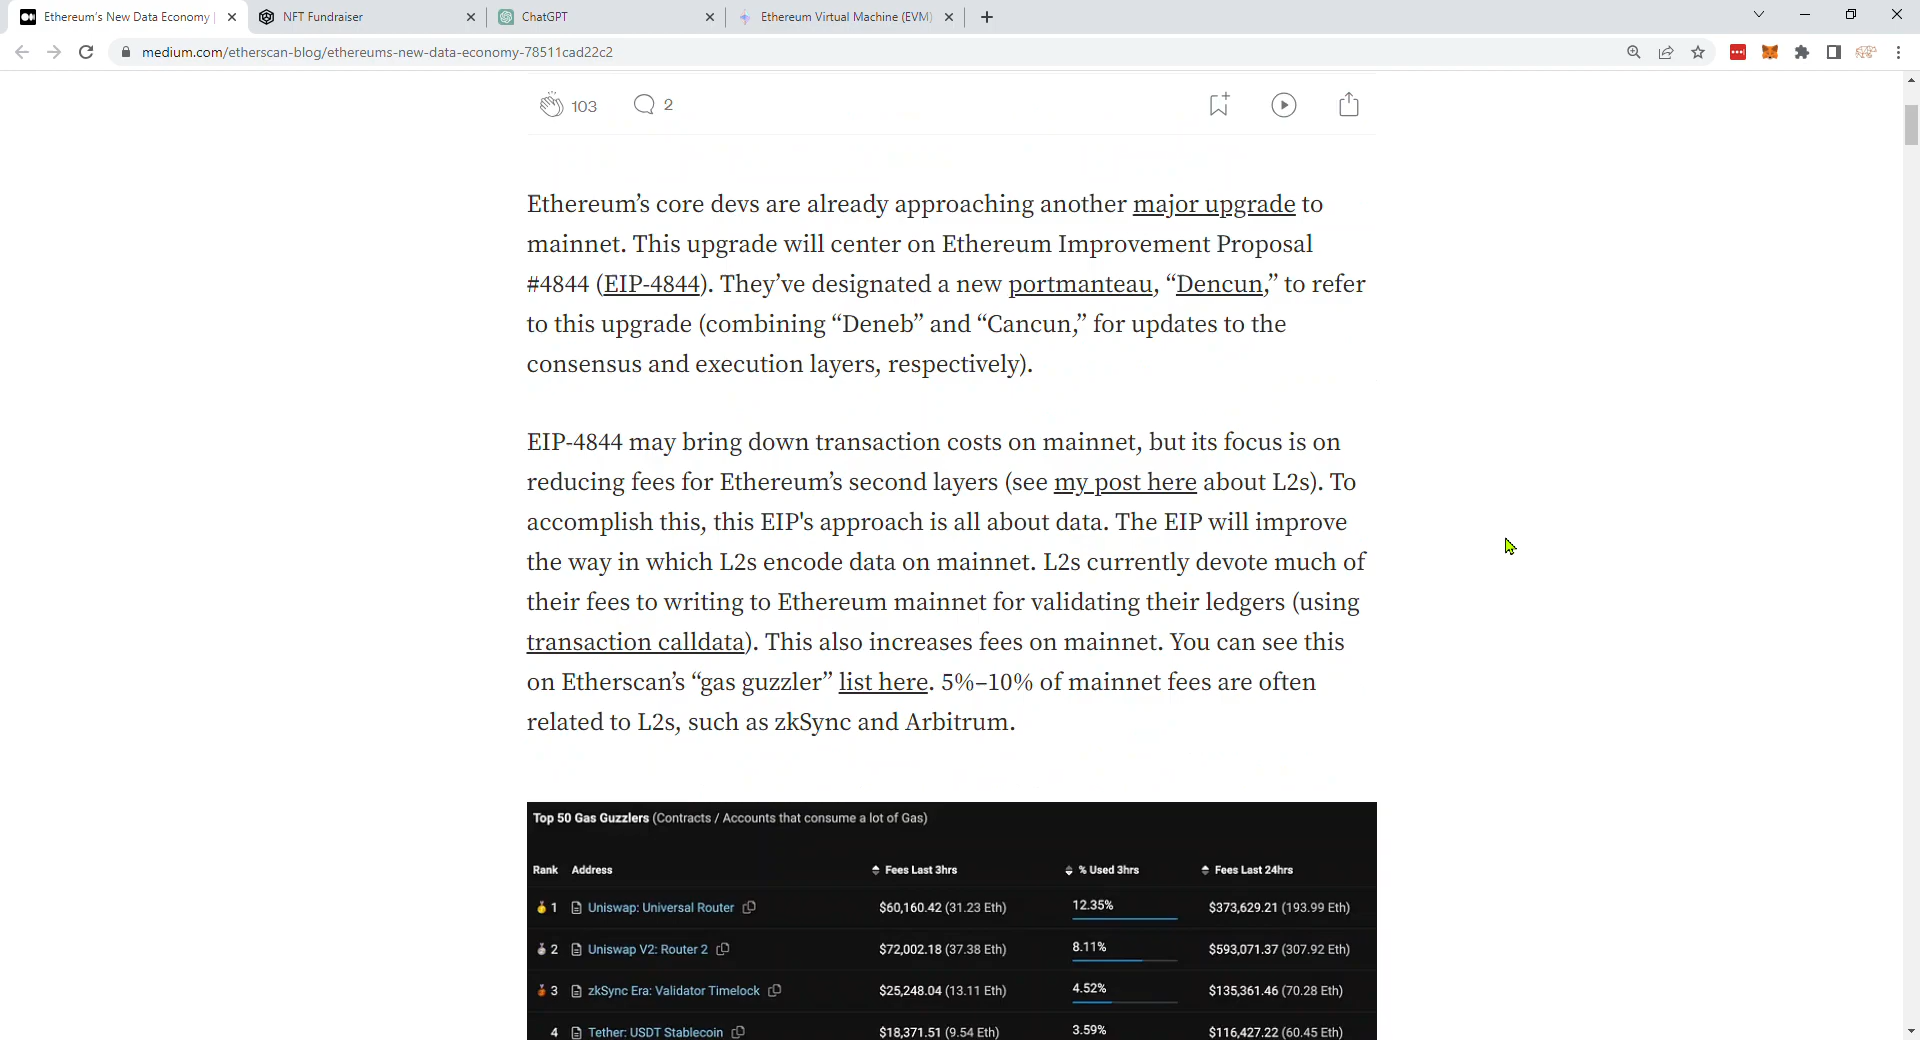 Ethereum’s New Data Economy |
NFT Fundraiser
ChatGPT
Ethereum Virtual Machine (EVM)
medium.com/etherscan-blog/ethereums-new-data-economy-78511cad22c2
103
2
Ethereum’s core devs are already approaching another major upgrade to
mainnet. This upgrade will center on Ethereum Improvement Proposal
#4844 (EIP-4844). They’ve designated a new portmanteau, “Dencun,” to refer
to this upgrade (combining “Deneb” and “Cancun,” for updates to the
consensus and execution layers, respectively).
EIP-4844 may bring down transaction costs on mainnet, but its focus is on
reducing fees for Ethereum’s second layers (see my post here about L2s). To
accomplish this, this EIP's approach is all about data. The EIP will improve
the way in which L2s encode data on mainnet. L2s currently devote much of
their fees to writing to Ethereum mainnet for validating their ledgers (using
transaction calldata). This also increases fees on mainnet. You can see this
on Etherscan’s “gas guzzler” list here. 5%–10% of mainnet fees are often
related to L2s, such as zkSync and Arbitrum.
Top 50 Gas Guzzlers (Contracts / Accounts that consume a lot of Gas)
Rank Address Fees Last 3hrs % Used 3hrs Fees Last 24hrs
1 Uniswap: Universal Router $60,160.42 (31.23 Eth) 12.35% $373,629.21 (193.99 Eth)
2 Uniswap V2: Router 2 $72,002.18 (37.38 Eth) 8.11% $593,071.37 (307.92 Eth)
3 zkSync Era: Validator Timelock $25,248.04 (13.11 Eth) 4.52% $135,361.46 (70.28 Eth)
4 Tether: USDT Stablecoin $18,371.51 (9.54 Eth) 3.59% $116,427.22 (60.45 Eth)